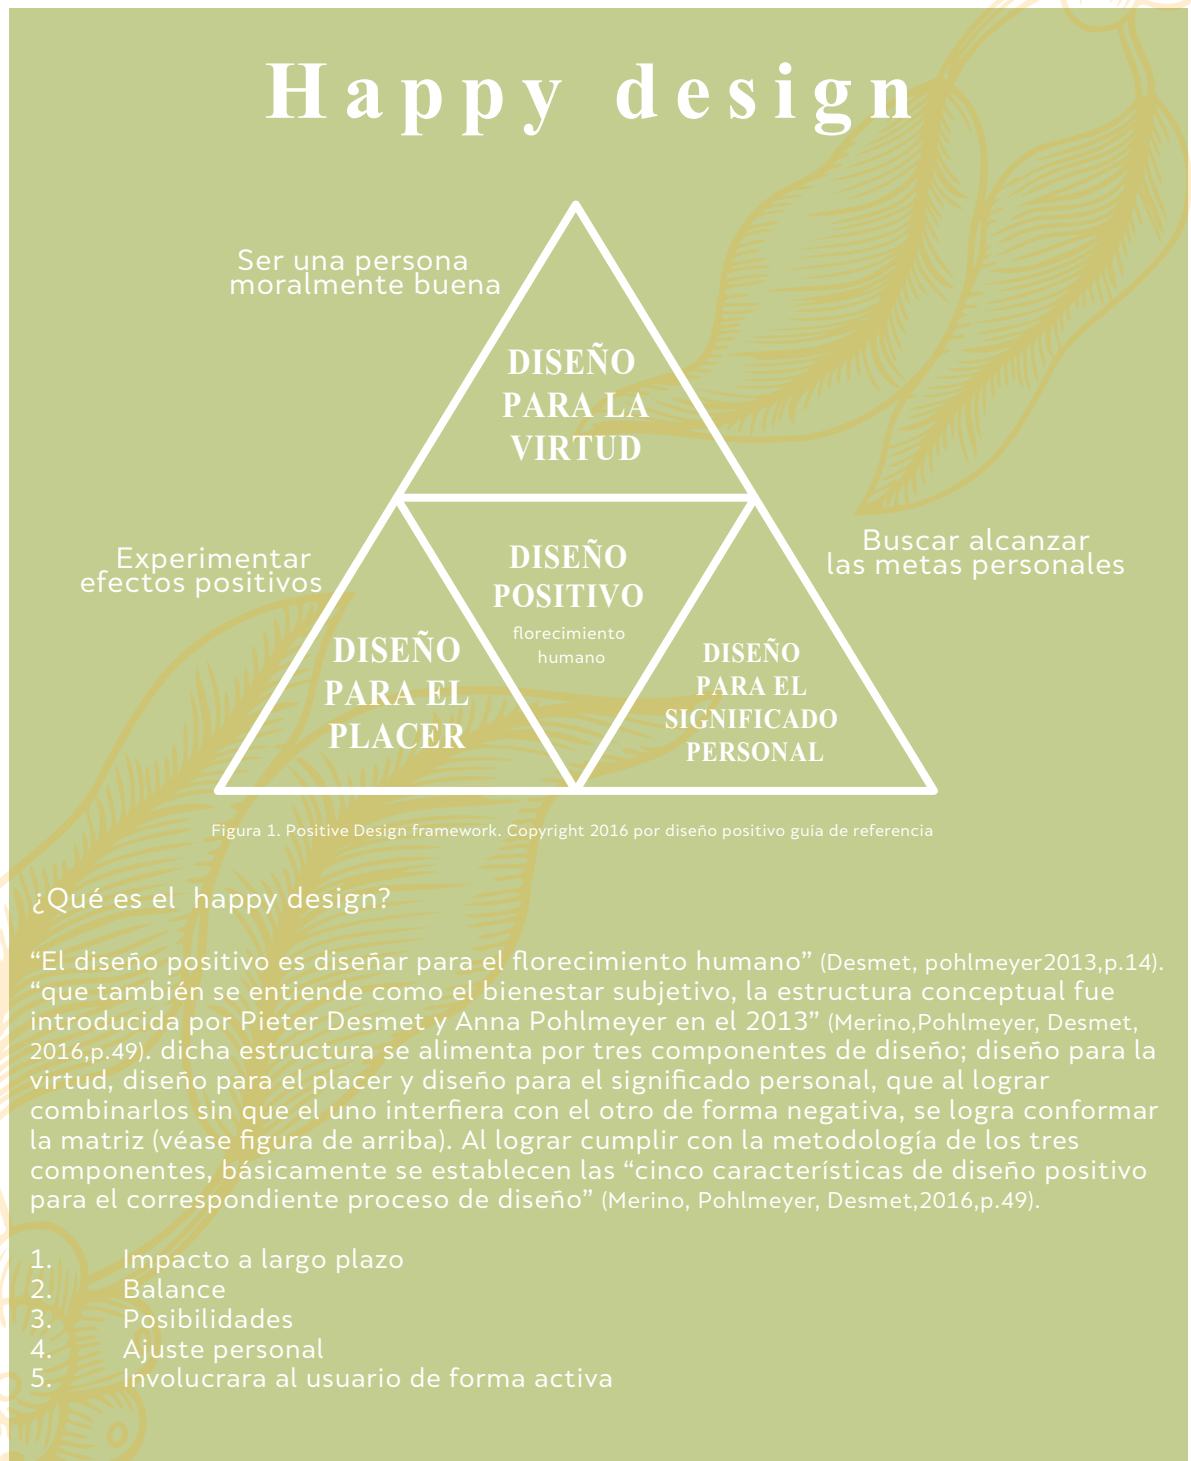 Happy design
Ser una persona
moralmente buena
DISEÑO
PARA LA
VIRTUD
Experimentar
efectos positivos
Buscar alcanzar
las metas personales
DISEÑO
POSITIVO
florecimiento
humano
DISEÑO
PARA EL
PLACER
DISEÑO
PARA EL
SIGNIFICADO
PERSONAL
Figura 1. Positive Design framework. Copyright 2016 por diseño positivo guía de referencia
¿Qué es el  happy design?
“El diseño positivo es diseñar para el florecimiento humano” (Desmet, pohlmeyer2013,p.14).
“que también se entiende como el bienestar subjetivo, la estructura conceptual fue
introducida por Pieter Desmet y Anna Pohlmeyer en el 2013” (Merino,Pohlmeyer, Desmet,
2016,p.49). dicha estructura se alimenta por tres componentes de diseño; diseño para la
virtud, diseño para el placer y diseño para el significado personal, que al lograr
combinarlos sin que el uno interfiera con el otro de forma negativa, se logra conformar
la matriz (véase figura de arriba). Al lograr cumplir con la metodología de los tres
componentes, básicamente se establecen las “cinco características de diseño positivo
para el correspondiente proceso de diseño” (Merino, Pohlmeyer, Desmet,2016,p.49).
1. Impacto a largo plazo
2. Balance
3. Posibilidades
4. Ajuste personal
5. Involucrara al usuario de forma activa